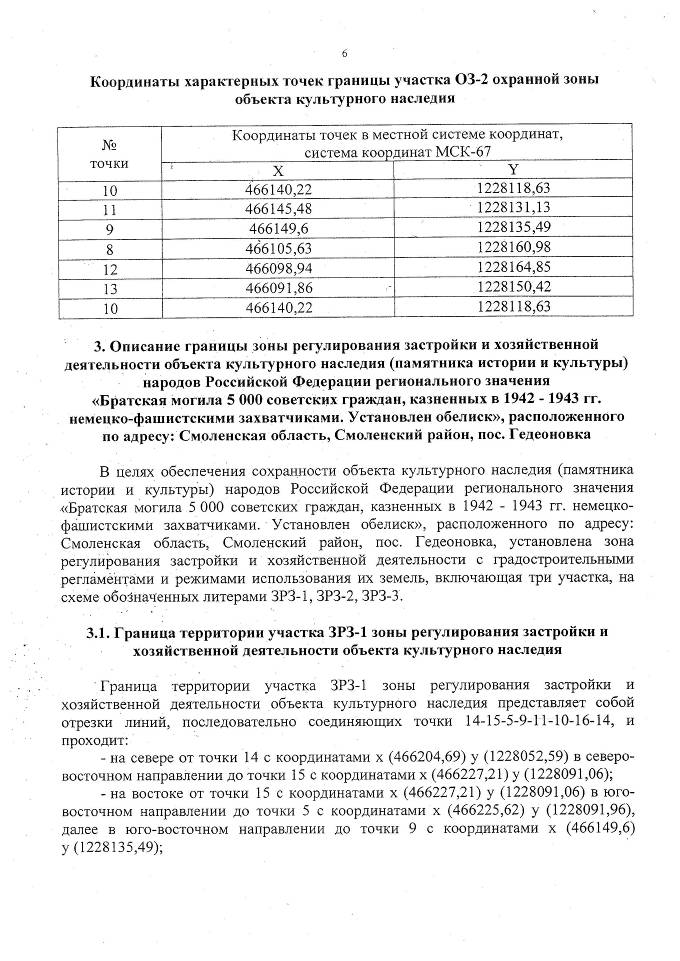 6
Координаты характерных точек границы участка ОЗ-2 охранной зоны
объекта культурного наследия
№
точки
Координаты точек в местной системе координат,
система координат МСК-67
X
Y
10 466140,22 1228118,63
11 466145,48 1228131,13
9 466149,6 1228135,49
8 466105,63 1228160,98
12 466098,94 1228164,85
13 466091,86 1228150,42
10 466140,22 1228118,63
3. Описание границы зоны регулирования застройки и хозяйственной
деятельности объекта культурного наследия (памятника истории и культуры)
народов Российской Федерации регионального значения
«Братская могила 5 000 советских граждан, казненных в 1942 - 1943 гг.
немецко-фашистскими захватчиками. Установлен обелиск», расположенного
по адресу: Смоленская область, Смоленский район, пос. Гедеоновка
В целях обеспечения сохранности объекта культурного наследия (памятника
истории и культуры) народов Российской Федерации регионального значения
«Братская могила 5 000 советских граждан, казненных в 1942 - 1943 гг. немецко-
фашистскими захватчиками. Установлен обелиск», расположенного по адресу:
Смоленская область, Смоленский район, пос. Гедеоновка, установлена зона
регулирования застройки и хозяйственной деятельности с градостроительными
регламентами и режимами использования их земель, включающая три участка, на
схеме обозначенных литерами ЗРЗ-1, ЗРЗ-2, ЗРЗ-3.
3.1. Граница территории участка ЗРЗ-1 зоны регулирования застройки и
хозяйственной деятельности объекта культурного наследия
Граница территории участка ЗРЗ-1 зоны регулирования застройки и
хозяйственной деятельности объекта культурного наследия представляет собой
отрезки линий, последовательно соединяющих точки 14-15-5-9-11-10-16-14, и
проходит:
- на севере от точки 14 с координатами x (466204,69) y (1228052,59) в северо-
восточном направлении до точки 15 с координатами x (466227,21) y (1228091,06);
- на востоке от точки 15 с координатами x (466227,21) y (1228091,06) в юго-
восточном направлении до точки 5 с координатами x (466225,62) y (1228091,96),
далее в юго-восточном направлении до точки 9 с координатами x (466149,6)
y (1228135,49);